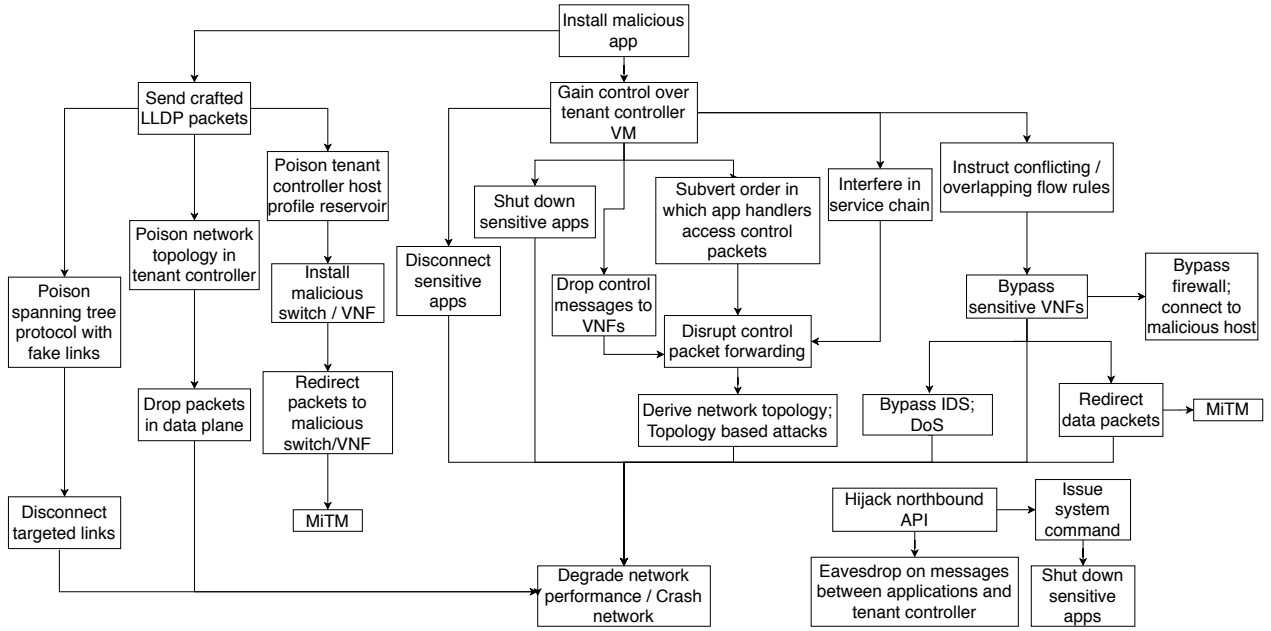 Install malicious
app
Send crafted
LLDP packets
Gain control over
tenant controller
VM
Poison tenant
controller host
profile reservoir
Shut down
sensitive apps
Subvert order in
which app handlers
access control
packets
Interfere in
service chain
Instruct conflicting /
overlapping flow rules
Poison network
topology in
tenant controller
Disconnect
sensitive
apps
Install
malicious
switch / VNF
Drop control
messages to
VNFs
Bypass
sensitive VNFs
Bypass
firewall;
connect to
malicious host
Poison
spanning tree
protocol with
fake links
Disrupt control
packet forwarding
Redirect
packets to
malicious
switch/VNF
Drop packets
in data plane
Derive network topology;
Topology based attacks
Bypass IDS;
DoS
Redirect
data packets
MiTM
Disconnect
targeted links
MiTM
Hijack northbound
API
Issue
system
command
Degrade network
performance / Crash
network
Eavesdrop on messages
between applications and
tenant controller
Shut down
sensitive
apps